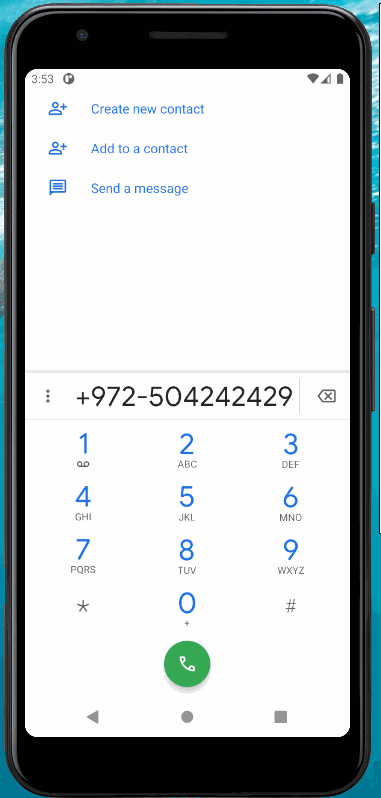 3:53
Create new contact
Add to a contact
Send a message
+972-504242429
1 2 3
ABC DEF
4 5 6
GHI JKL MNO
7 8 9
PQRS TUV WXYZ
* 0 #
+